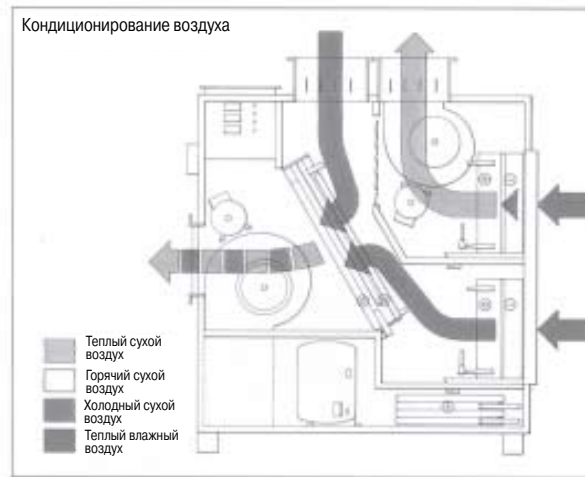 Кондиционирование воздуха
Теплый сухой
воздух
Горячий сухой
воздух
Холодный сухой
воздух
Теплый влажный
воздух